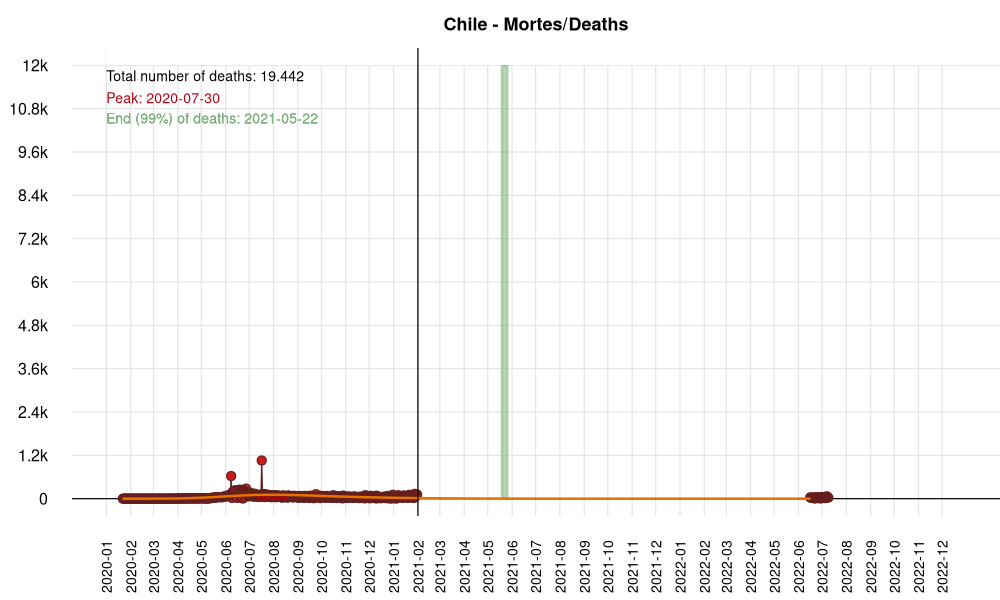 Chile - Mortes/Deaths
Total number of deaths: 19.442
Peak: 2020-07-30
End (99%) of deaths: 2021-05-22
12k
10.8k
9.6k
8.4k
7.2k
6k
4.8k
3.6k
2.4k
1.2k
0
2020-01
2020-02
2020-03
2020-04
2020-05
2020-06
2020-07
2020-08
2020-09
2020-10
2020-11
2020-12
2021-01
2021-02
2021-03
2021-04
2021-05
2021-06
2021-07
2021-08
2021-09
2021-10
2021-11
2021-12
2022-01
2022-02
2022-03
2022-04
2022-05
2022-06
2022-07
2022-08
2022-09
2022-10
2022-11
2022-12